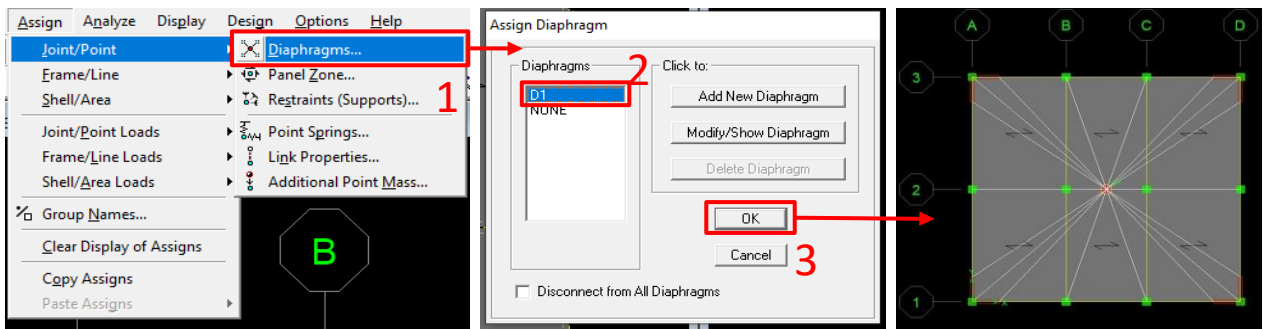 Assign Analyze Display Design Options Help
Joint/Point
Frame/Line
Shell/Area
Joint/Point Loads
Frame/Line Loads
Shell/Area Loads
Group Names...
Clear Display of Assigns
Copy Assigns
Paste Assigns
Diaphragms...
Panel Zone...
Restraints (Supports)...
Point Springs...
Link Properties...
Additional Point Mass...
1
B
Assign Diaphragm
Diaphragms
D1
NONE
2
Click to:
Add New Diaphragm
Modify/Show Diaphragm
Delete Diaphragm
OK
Cancel
3
Disconnect from All Diaphragms
A B C D
3
2
1
Y
X